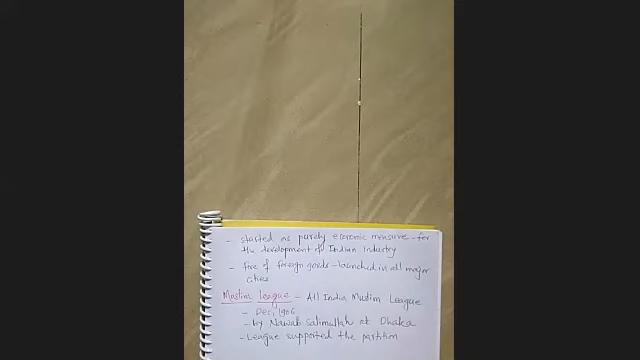 - started as purely economic measure - for
the development of Indian industry
- fire of foreign goods - launched in all major
cities
Muslim league - All India Muslim League
- Dec, 1906
- by Nawab Salimullah at Dhaka
- League supported the partition